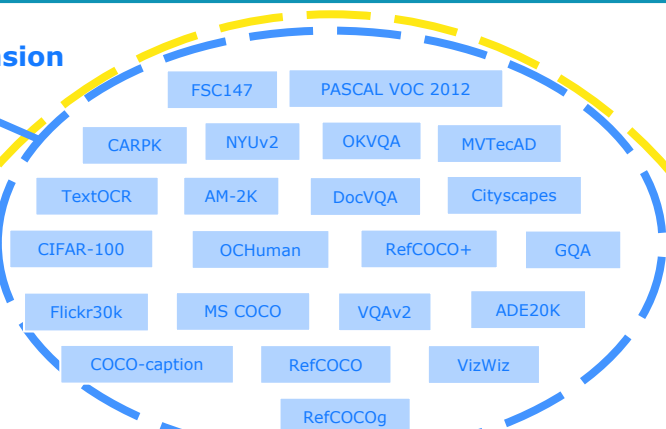 FSC147
PASCAL VOC 2012
CARPK
NYUv2
OKVQA
MVTecAD
TextOCR
AM-2K
DocVQA
Cityscapes
CIFAR-100
OCHuman
RefCOCO+
GQA
Flickr30k
MS COCO
VQAv2
ADE20K
COCO-caption
RefCOCO
VizWiz
RefCOCOg